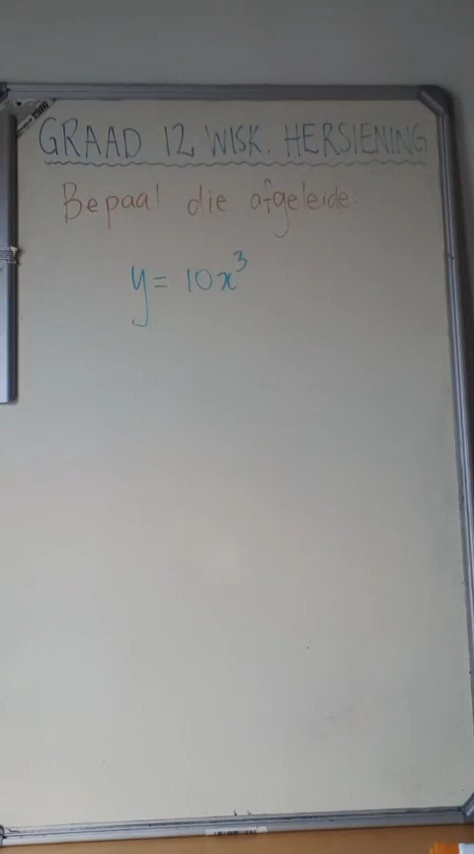 GRAAD 12 WISK. HERSIENING
Bepaal die afgeleide:
y = 10x³